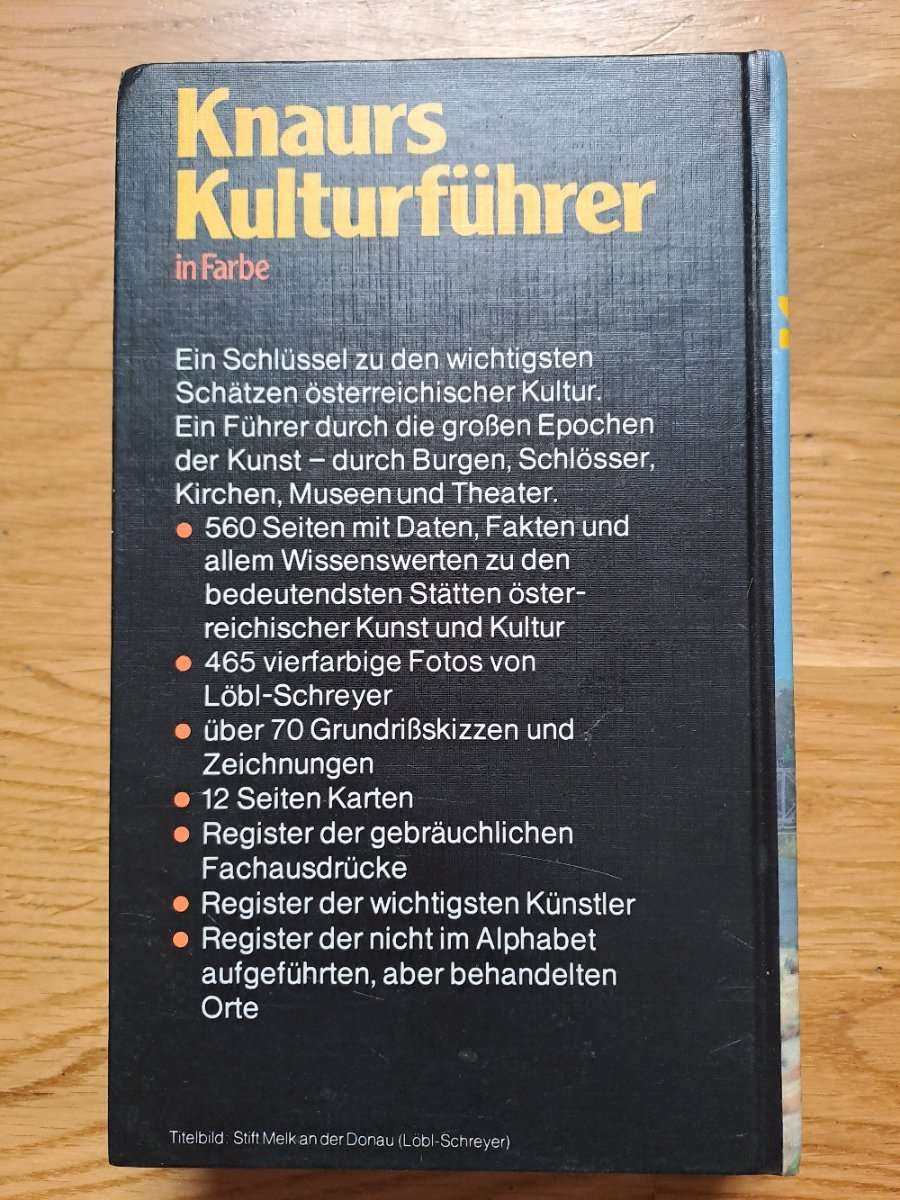 Knaurs
Kulturführer
in Farbe
Ein Schlüssel zu den wichtigsten
Schätzen österreichischer Kultur.
Ein Führer durch die großen Epochen
der Kunst – durch Burgen, Schlösser,
Kirchen, Museen und Theater.
● 560 Seiten mit Daten, Fakten und
allem Wissenswerten zu den
bedeutendsten Stätten öster-
reichischer Kunst und Kultur
● 465 vierfarbige Fotos von
Löbl-Schreyer
● über 70 Grundrißskizzen und
Zeichnungen
● 12 Seiten Karten
● Register der gebräuchlichen
Fachausdrücke
● Register der wichtigsten Künstler
● Register der nicht im Alphabet
aufgeführten, aber behandelten
Orte
Titelbild: Stift Melk an der Donau (Löbl-Schreyer)